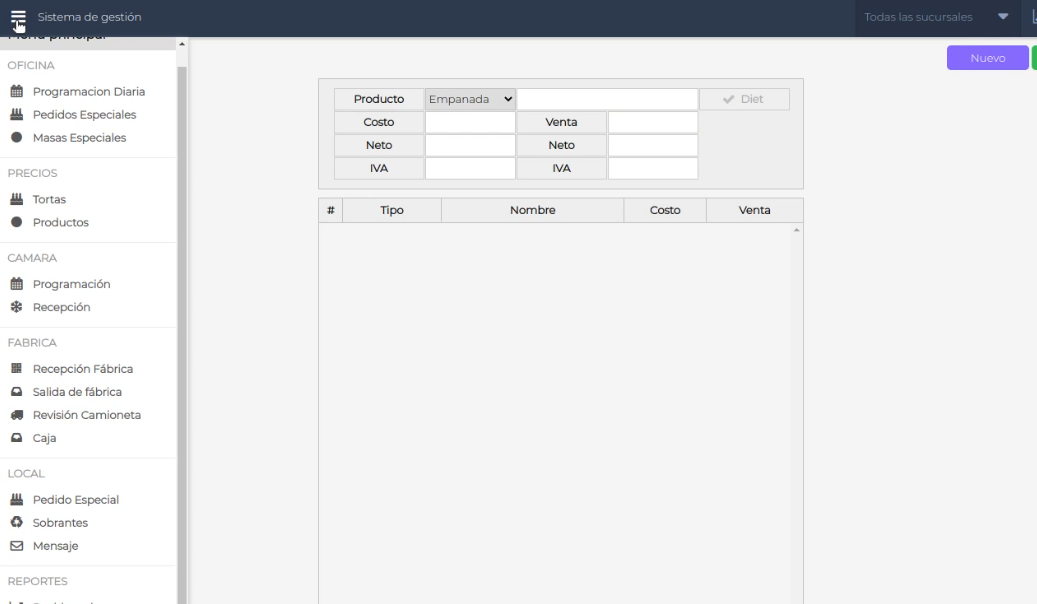 Sistema de gestión
Todas las sucursales
Menú principal
Nuevo
OFICINA
Programacion Diaria
Pedidos Especiales
Masas Especiales
PRECIOS
Tortas
Productos
CAMARA
Programación
Recepción
FABRICA
Recepción Fábrica
Salida de fábrica
Revisión Camioneta
Caja
LOCAL
Pedido Especial
Sobrantes
Mensaje
REPORTES
Producto Empanada Diet
Costo Venta
Neto Neto
IVA IVA
# Tipo Nombre Costo Venta